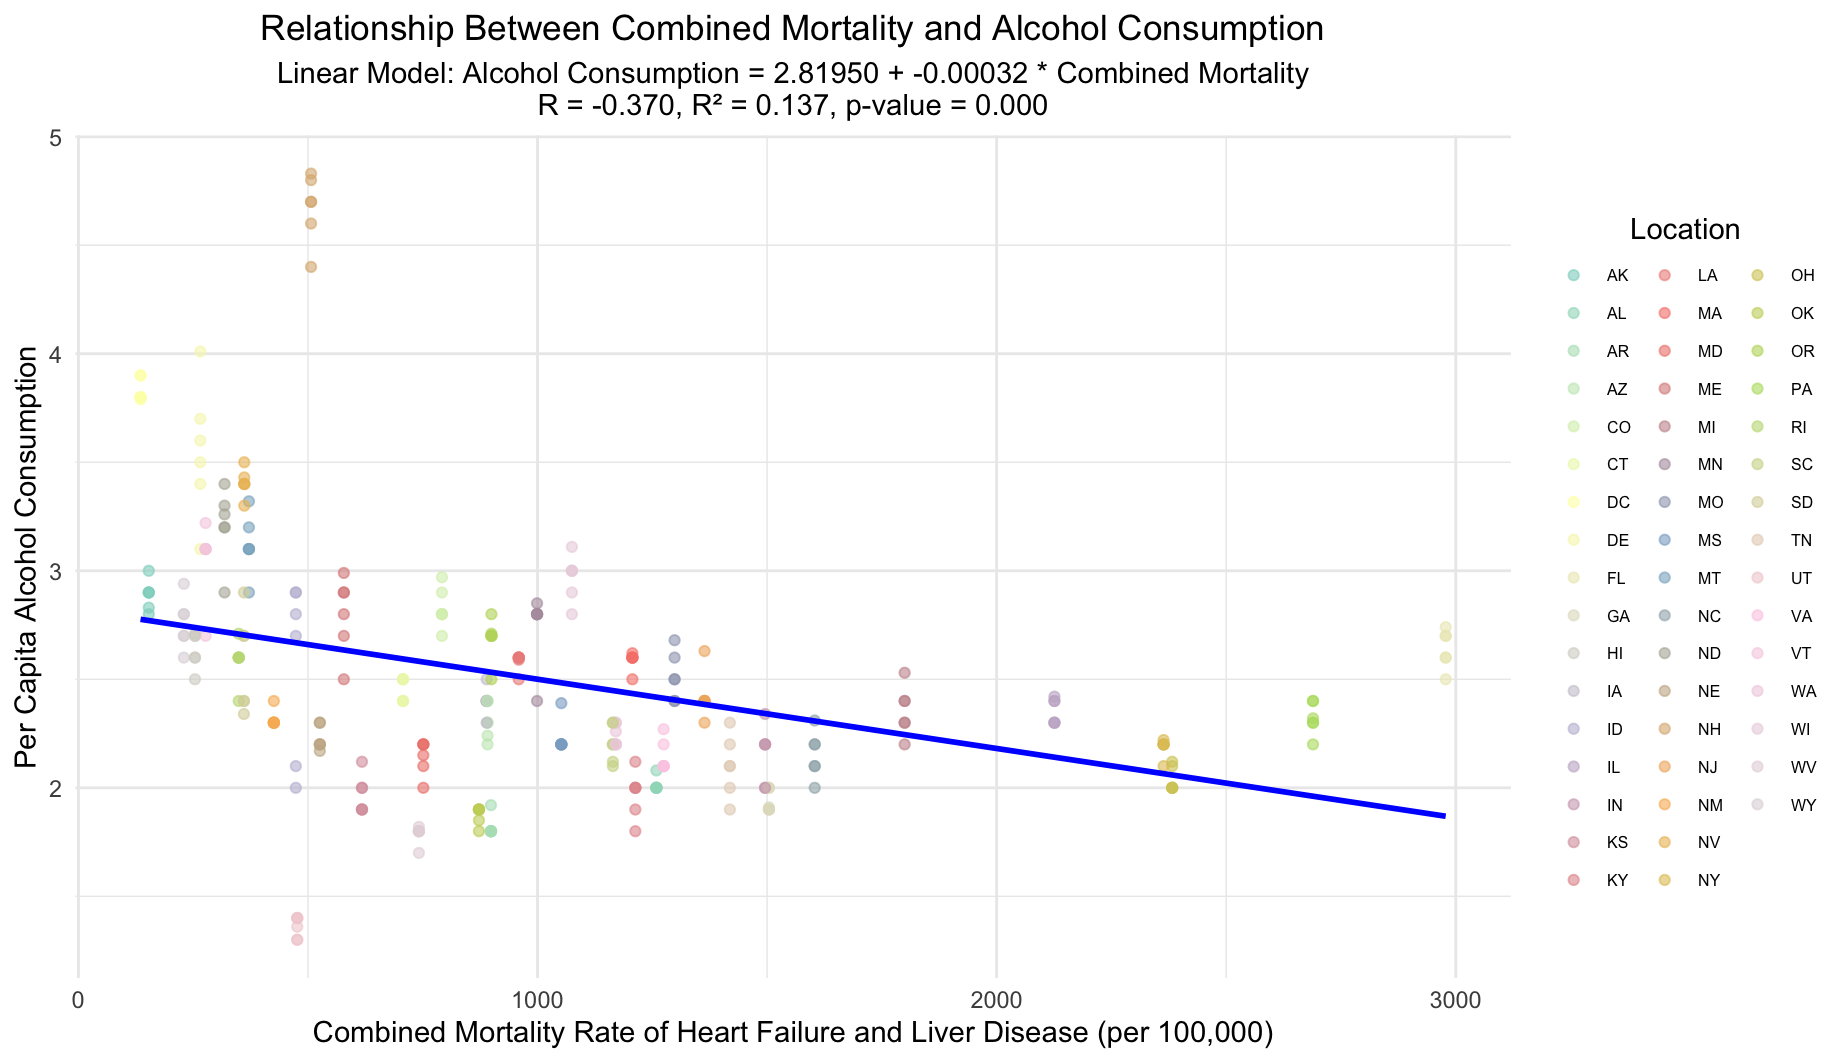 Relationship Between Combined Mortality and Alcohol Consumption
Linear Model: Alcohol Consumption = 2.81950 + -0.00032 * Combined Mortality
R = -0.370, R² = 0.137, p-value = 0.000
Per Capita Alcohol Consumption
5
4
3
2
0
1000
2000
3000
Combined Mortality Rate of Heart Failure and Liver Disease (per 100,000)
Location
AK
AL
AR
AZ
CO
CT
DC
DE
FL
GA
HI
IA
ID
IL
IN
KS
KY
LA
MA
MD
ME
MI
MN
MO
MS
MT
NC
ND
NE
NH
NJ
NM
NV
NY
OH
OK
OR
PA
RI
SC
SD
TN
UT
VA
VT
WA
WI
WV
WY